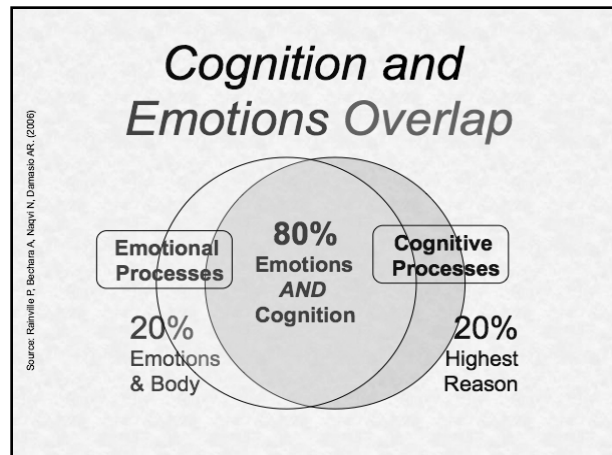 Cognition and
Emotions Overlap
Source: Rainville P, Bechara A, Naqvi N, Damasio AR. (2006)
Emotional
Processes
80%
Emotions
AND
Cognition
Cognitive
Processes
20%
Emotions
& Body
20%
Highest
Reason